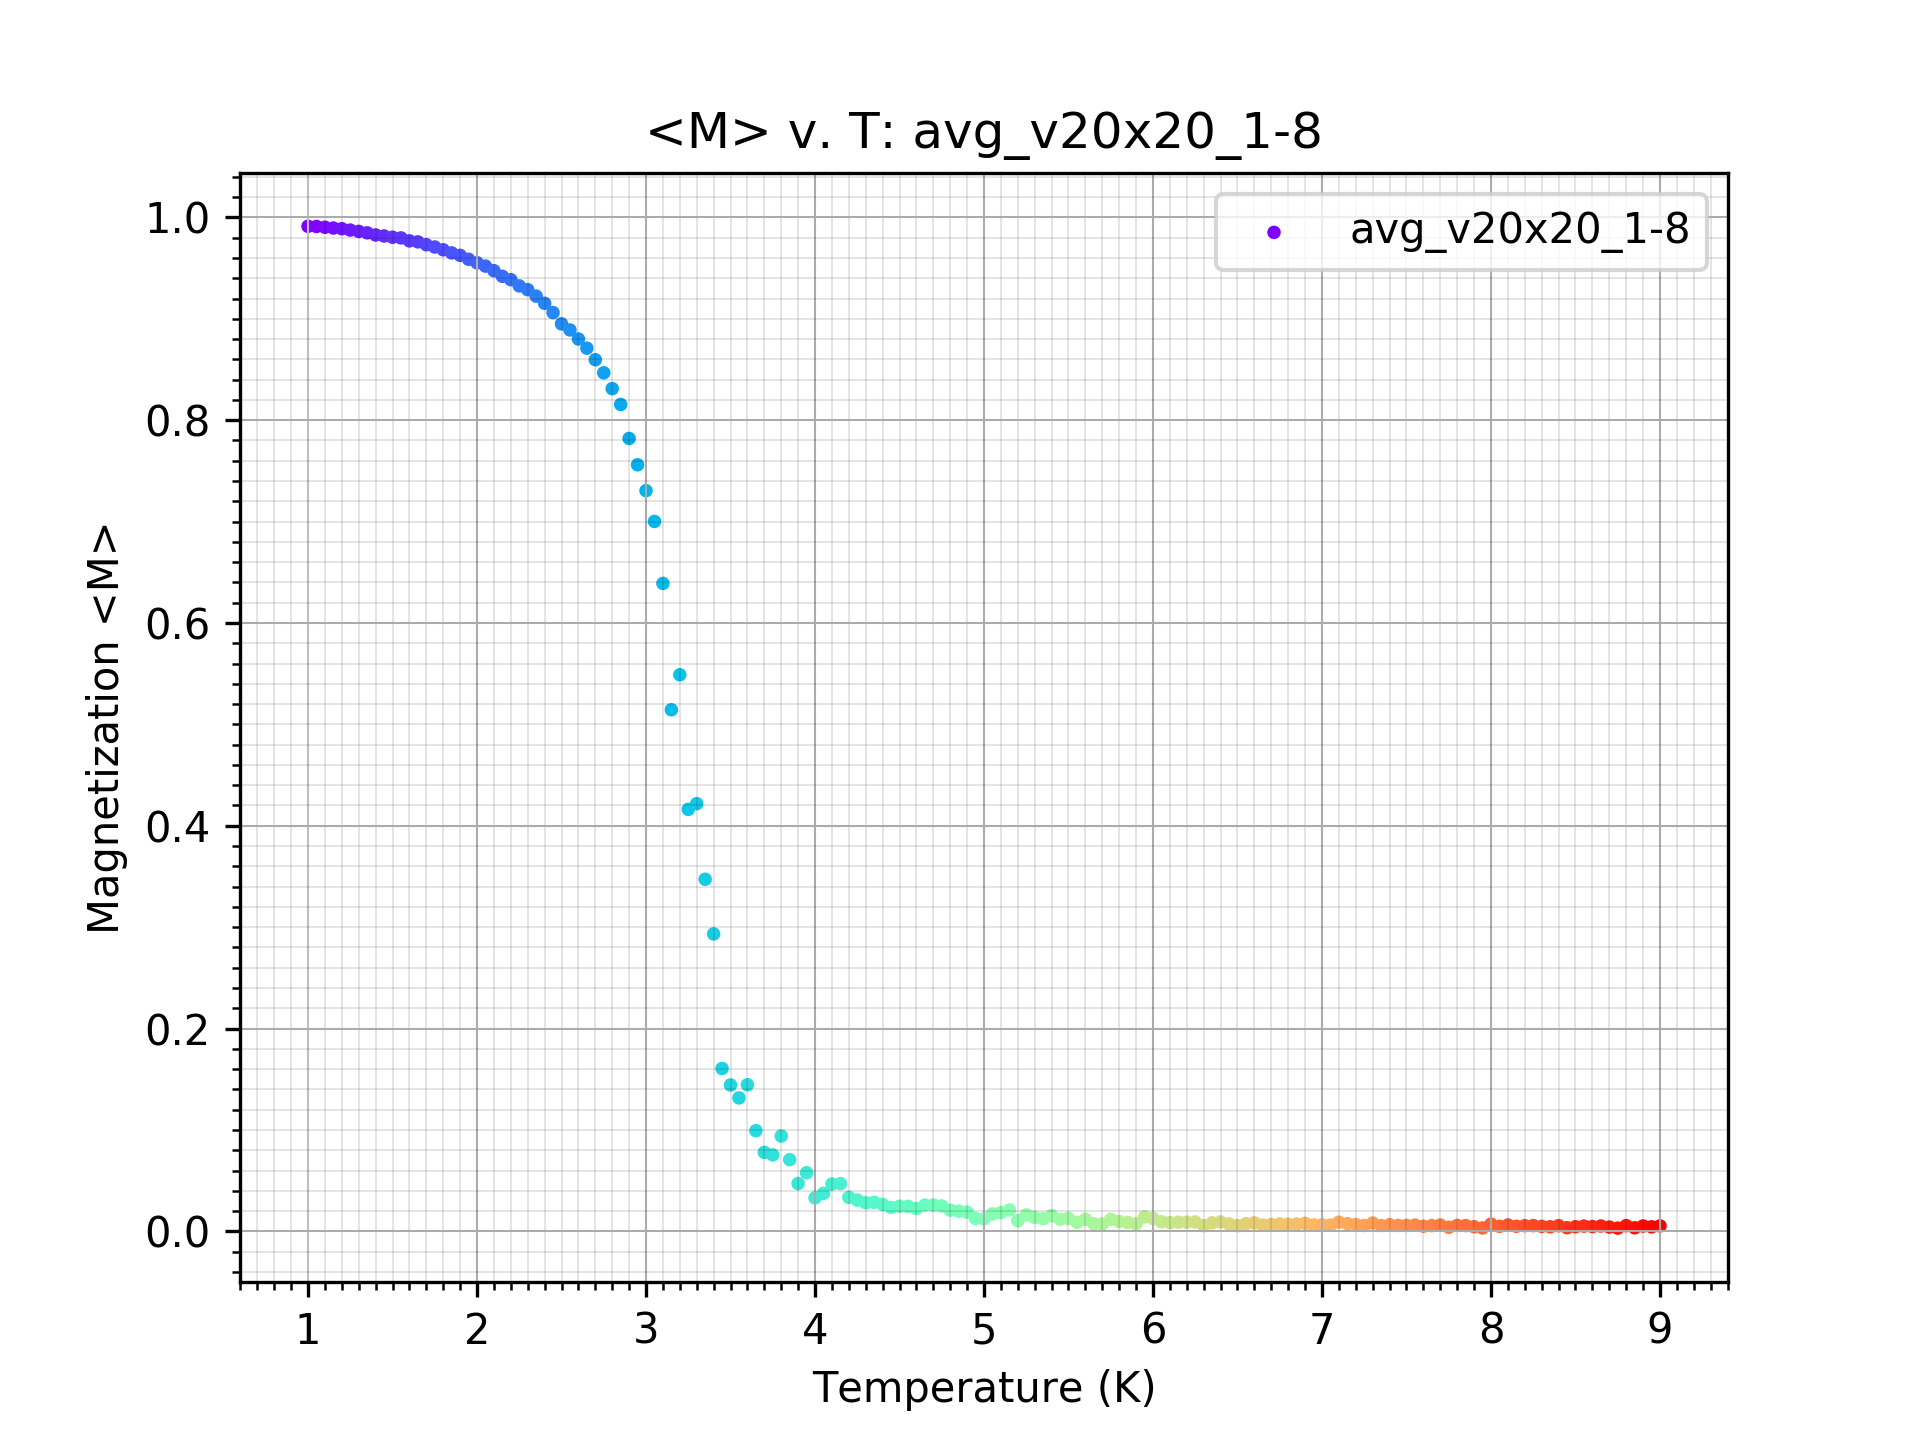 <M> v. T: avg_v20x20_1-8
avg_v20x20_1-8
1.0
0.8
0.6
0.4
0.2
0.0
Magnetization <M>
1 2 3 4 5 6 7 8 9
Temperature (K)